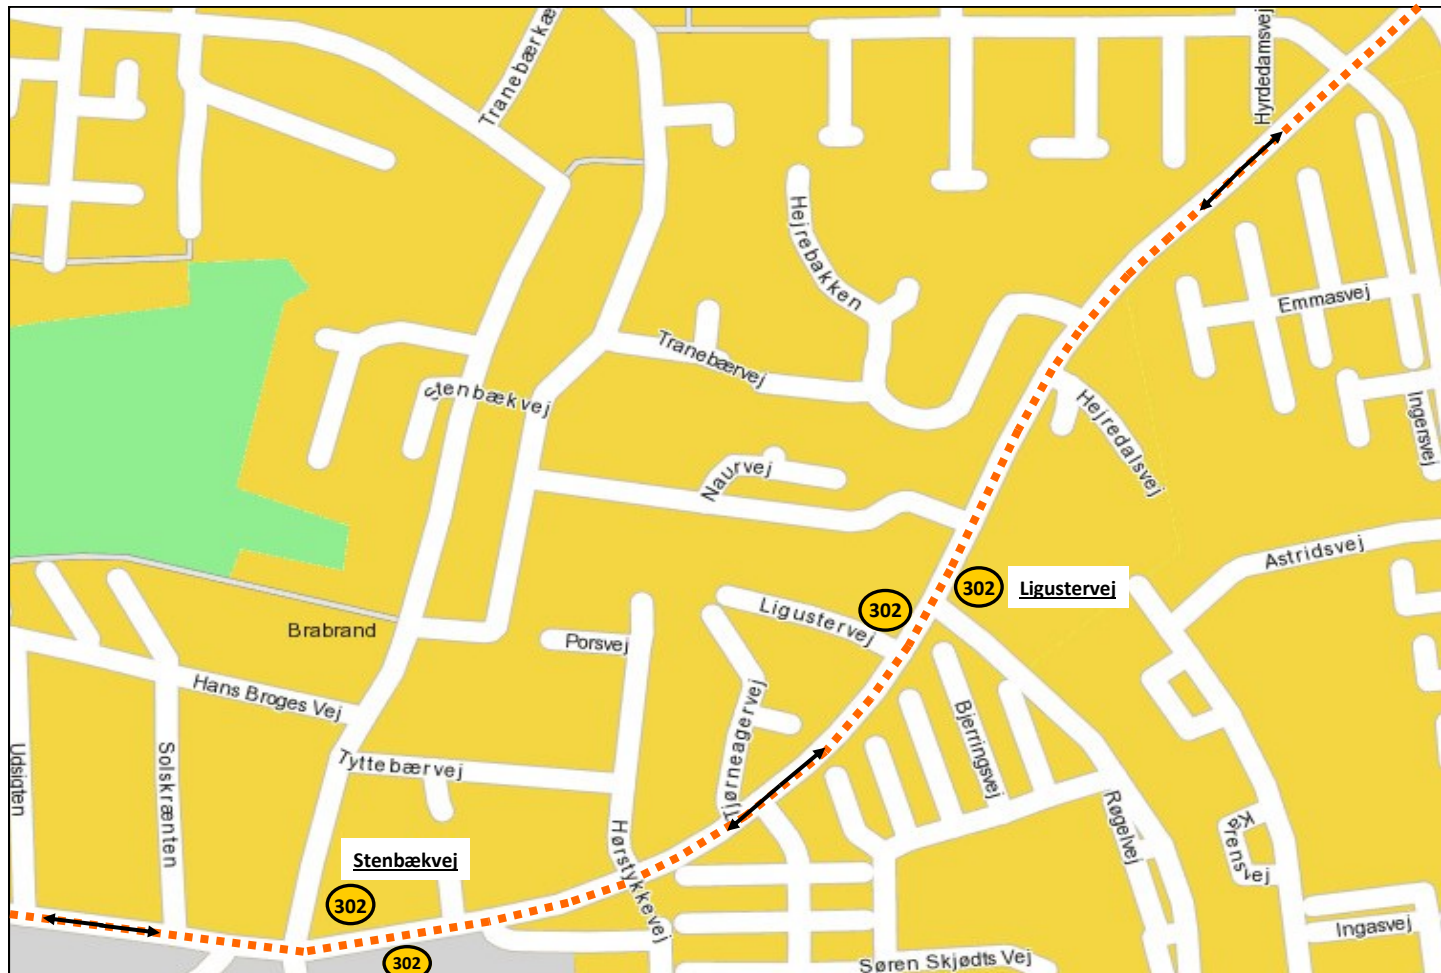 Tranebærkæ
Hyrdedamsvej
Hejrebakken
Emmasvej
Tranebærvej
Stenbækvej
Hejredalsvej
Ingersvej
Naurvej
Astridsvej
302
Ligustervej
302
Ligustervej
Brabrand
Porsvej
Hans Broges Vej
Tjørneagervej
Bjerringsvej
Udsigten
Solskrænten
Tyttebærvej
Røgelvej
Karensvej
Hørstykkevej
Stenbækvej
302
302
Ingasvej
Søren Skjødts Vej